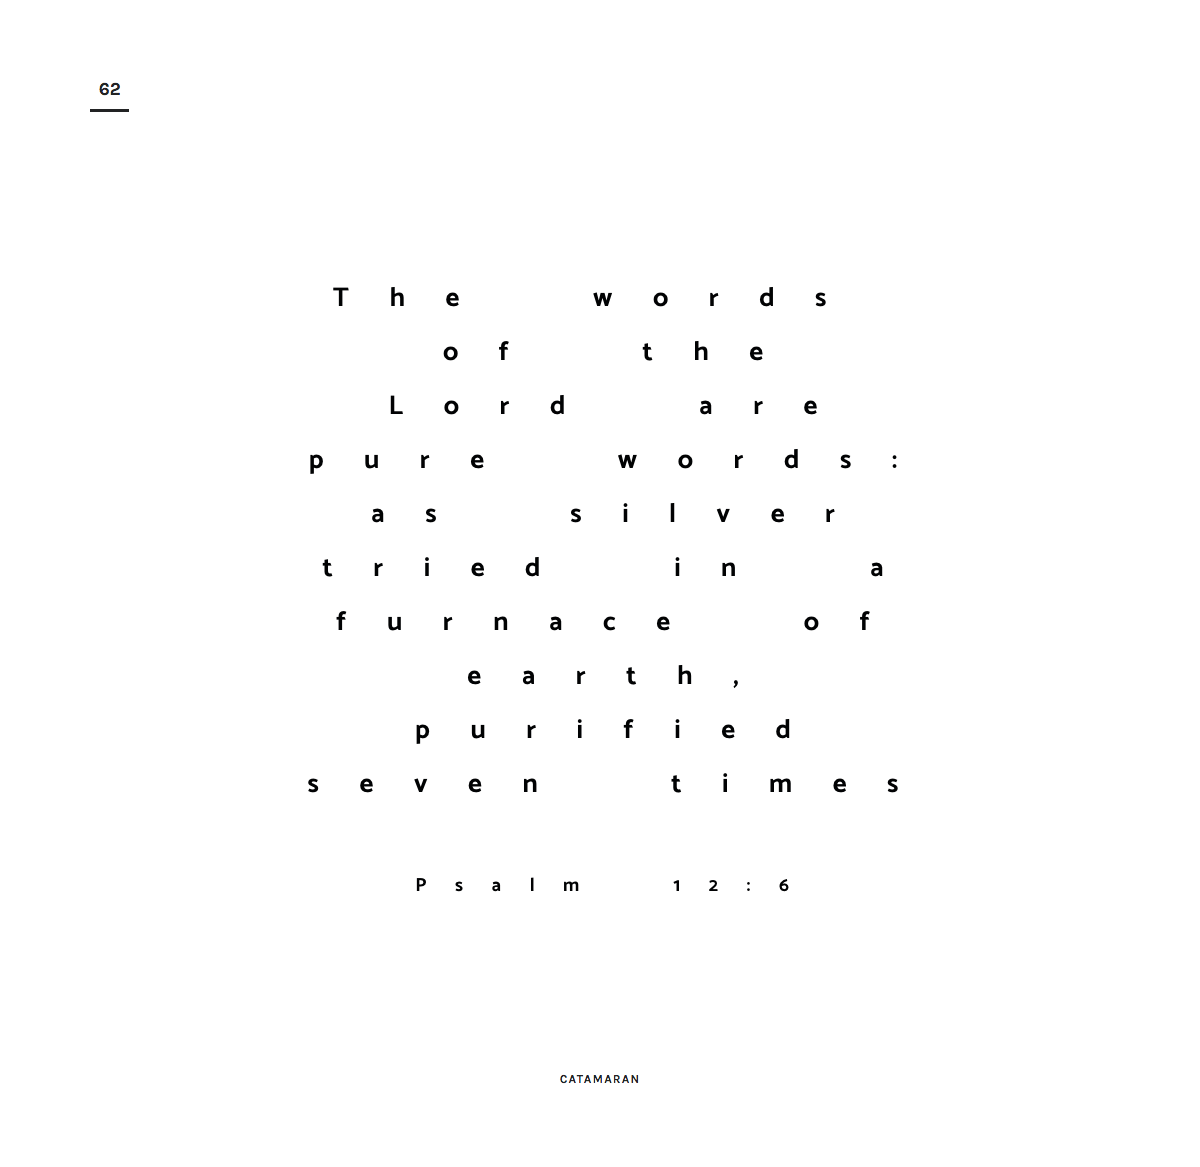 62
The words
of the
Lord are
pure words:
as silver
tried in a
furnace of
earth,
purified
seven times
Psalm 12:6
CATAMARAN